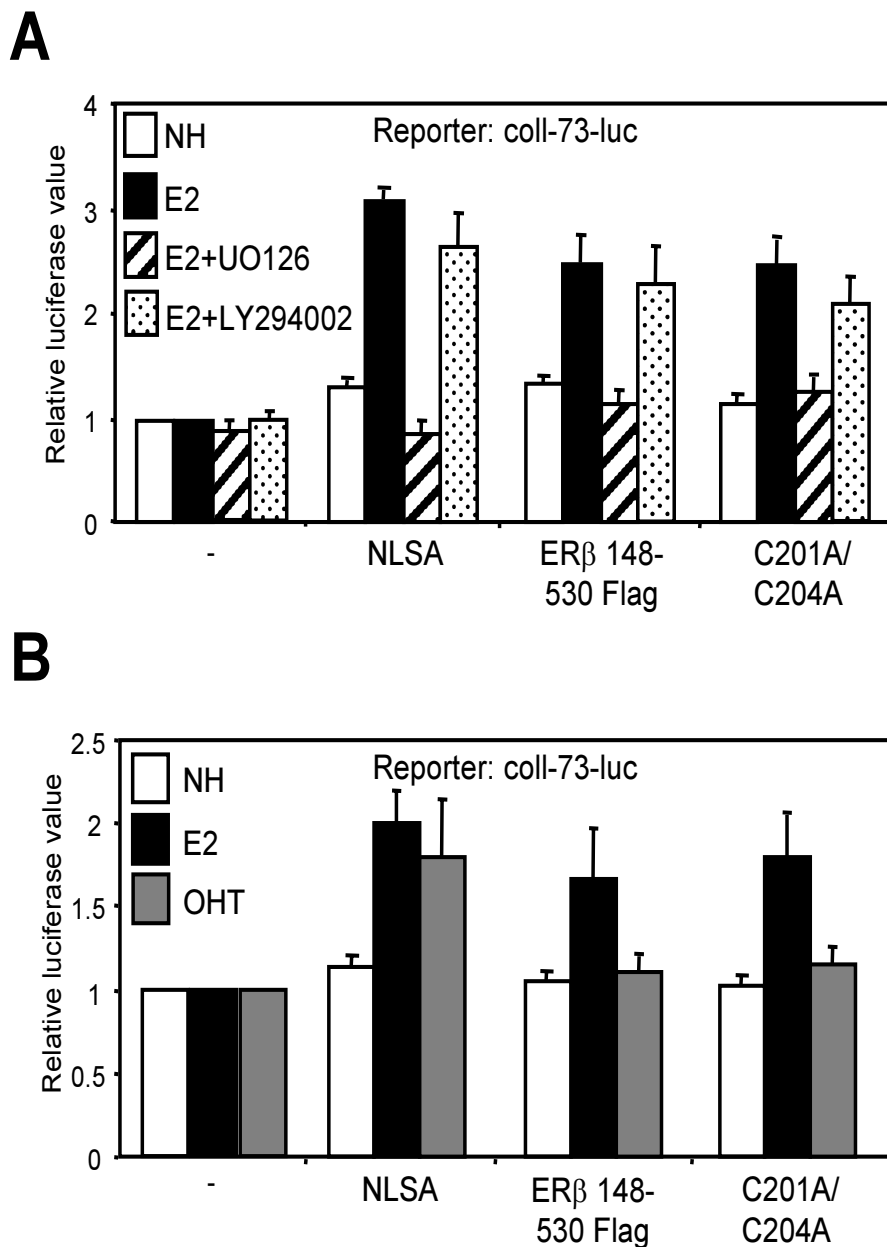 A
4
3
2
1
0
Relative luciferase value
NH
E2
E2+UO126
E2+LY294002
Reporter: coll-73-luc
-
NLSA
ERβ 148-
530 Flag
C201A/
C204A
B
2.5
2
1.5
1
0.5
0
Relative luciferase value
NH
E2
OHT
Reporter: coll-73-luc
-
NLSA
ERβ 148-
530 Flag
C201A/
C204A